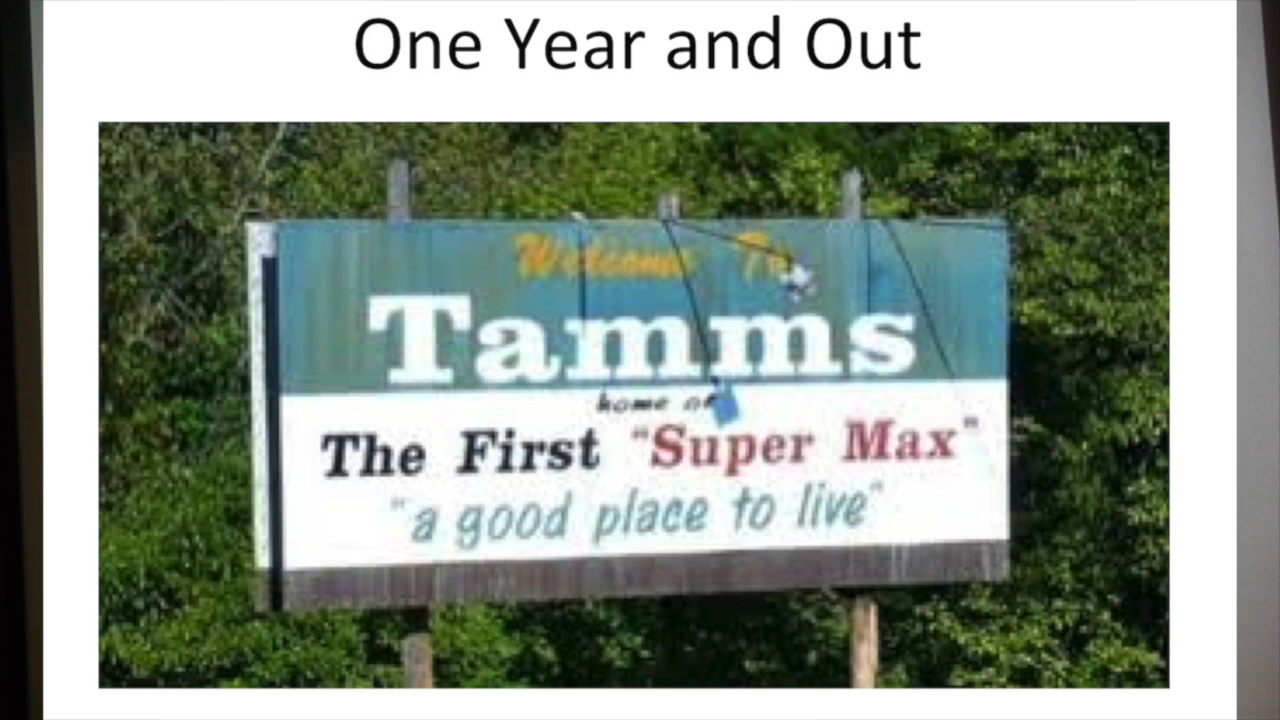 One Year and Out
Welcome To
Tamms
home of
The First "Super Max"
"a good place to live"